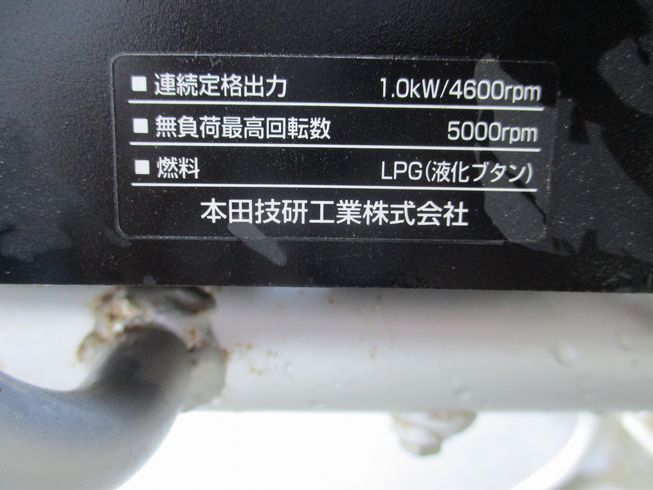 ■ 連続定格出力 1.0kW/4600rpm
■ 無負荷最高回転数 5000rpm
■ 燃料 LPG(液化ブタン)
本田技研工業株式会社